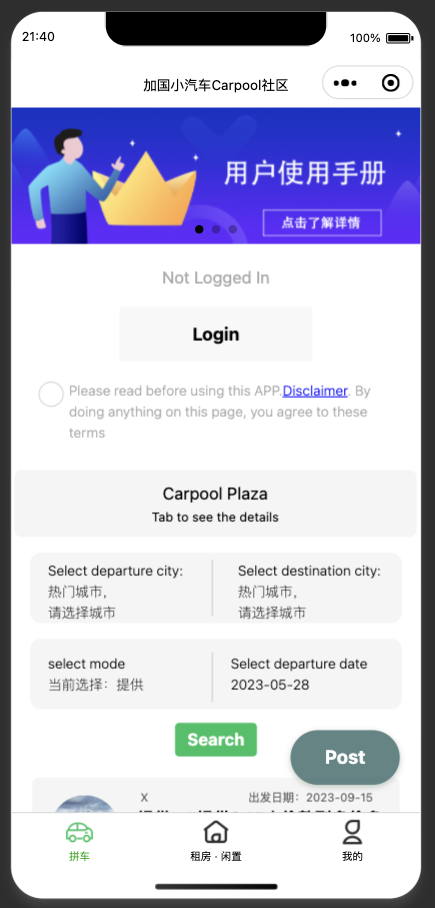 21:40
100%
加国小汽车Carpool社区
用户使用手册
点击了解详情
Not Logged In
Login
Please read before using this APP.Disclaimer. By
doing anything on this page, you agree to these
terms
Carpool Plaza
Tab to see the details
Select departure city:
热门城市,
请选择城市
Select destination city:
热门城市,
请选择城市
select mode
当前选择：提供
Select departure date
2023-05-28
Search
Post
X
出发日期：2023-09-15
拼车
租房 · 闲置
我的